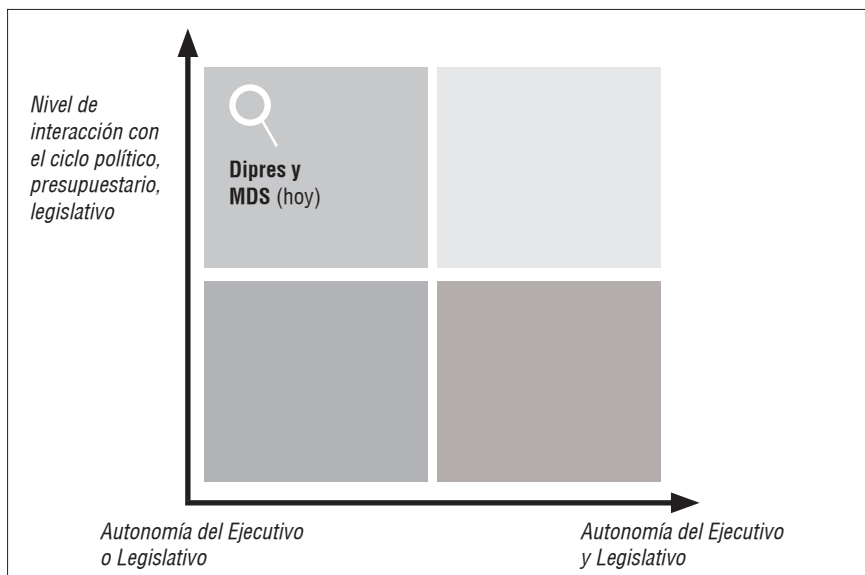 Nivel de
interacción con
el ciclo político,
presupuestario,
legislativo
Dipres y
MDS (hoy)
Autonomía del Ejecutivo
o Legislativo
Autonomía del Ejecutivo
y Legislativo